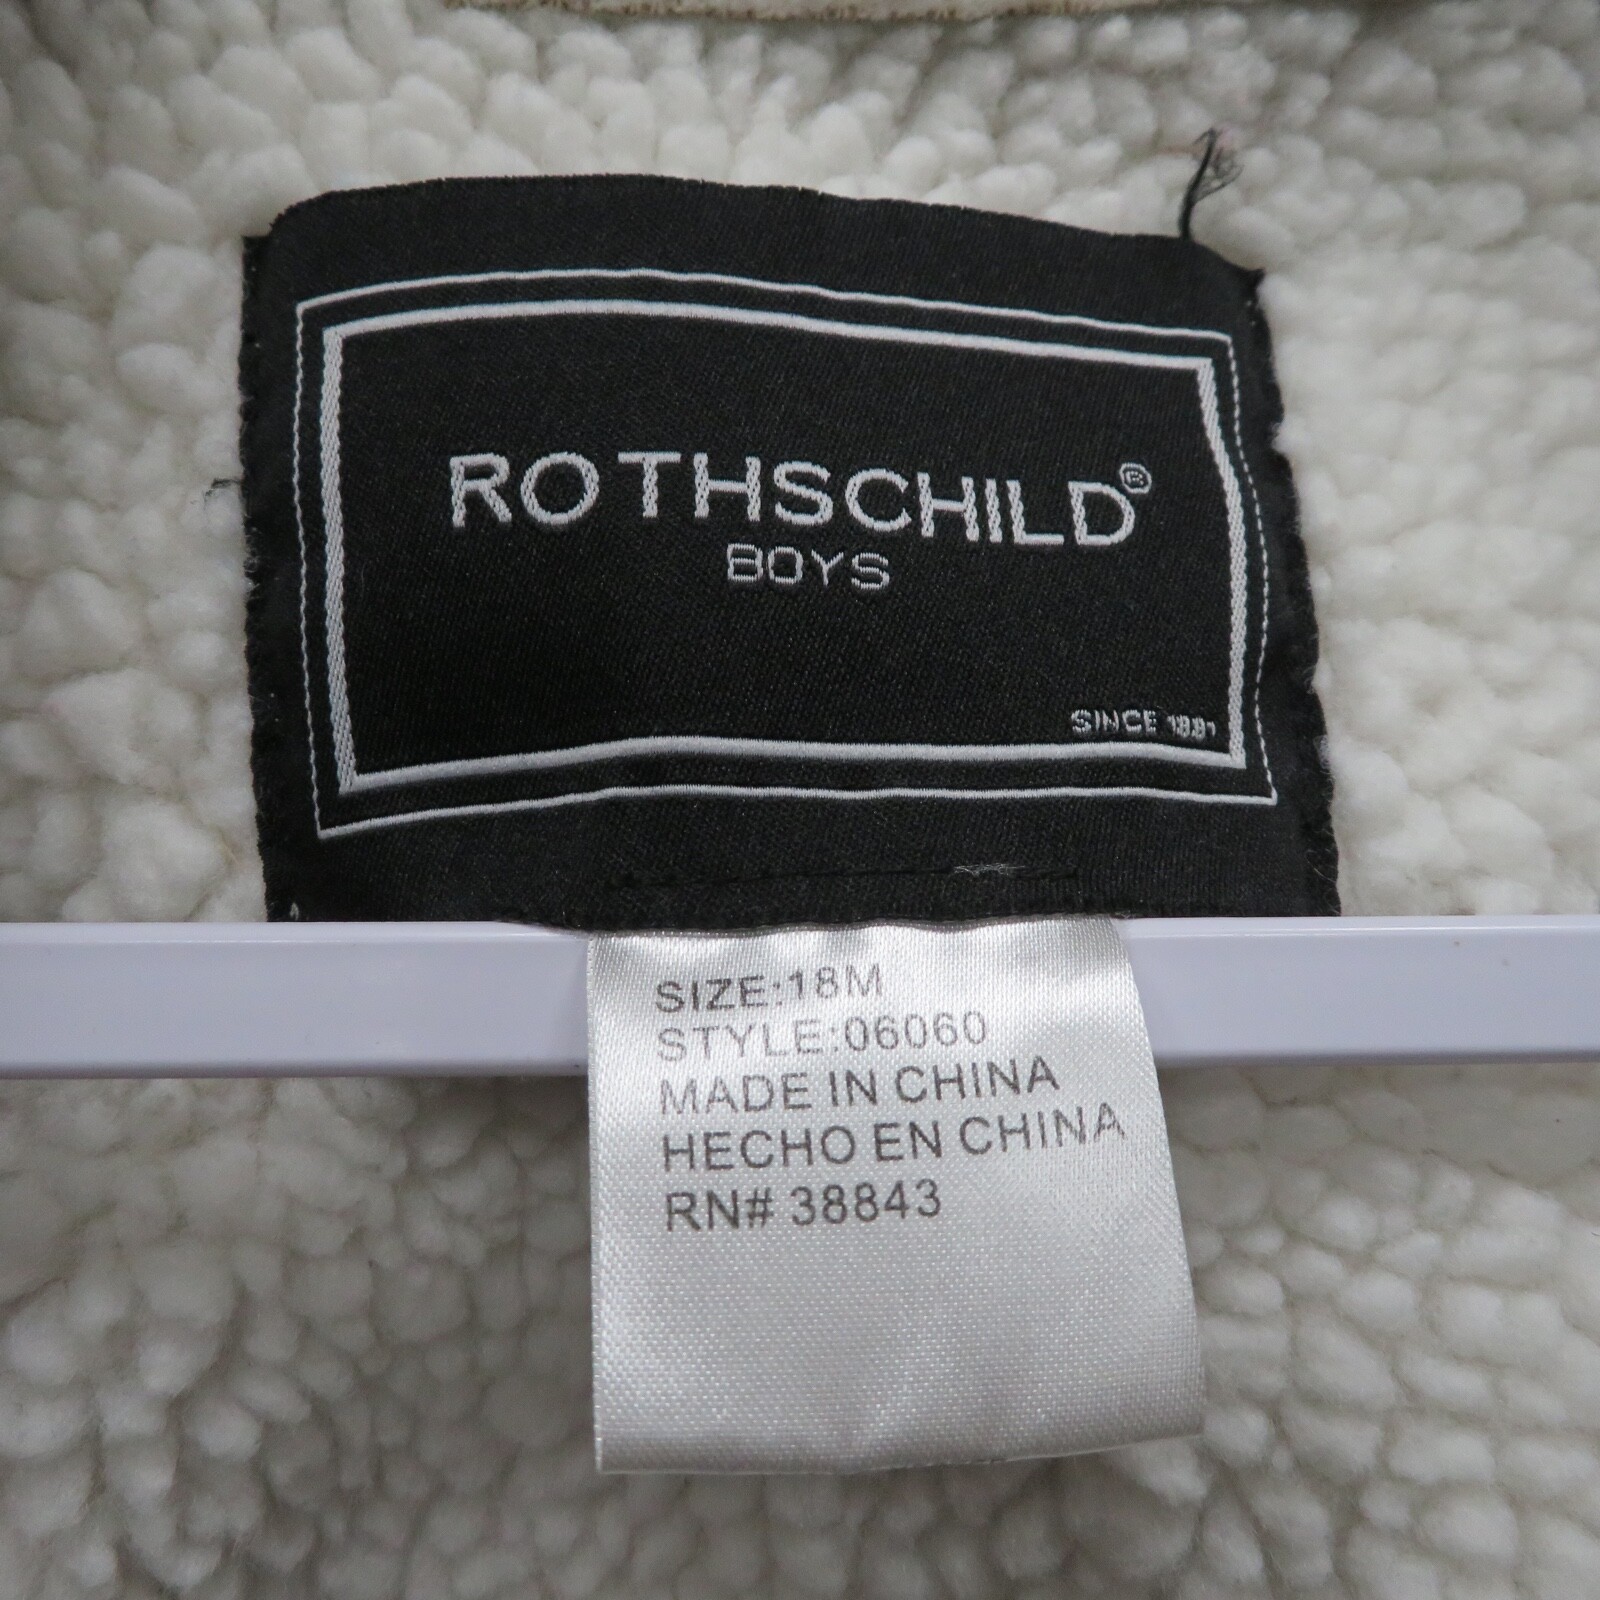 ROTHSCHILD®
BOYS
SINCE 1881
SIZE:18M
STYLE:06060
MADE IN CHINA
HECHO EN CHINA
RN# 38843